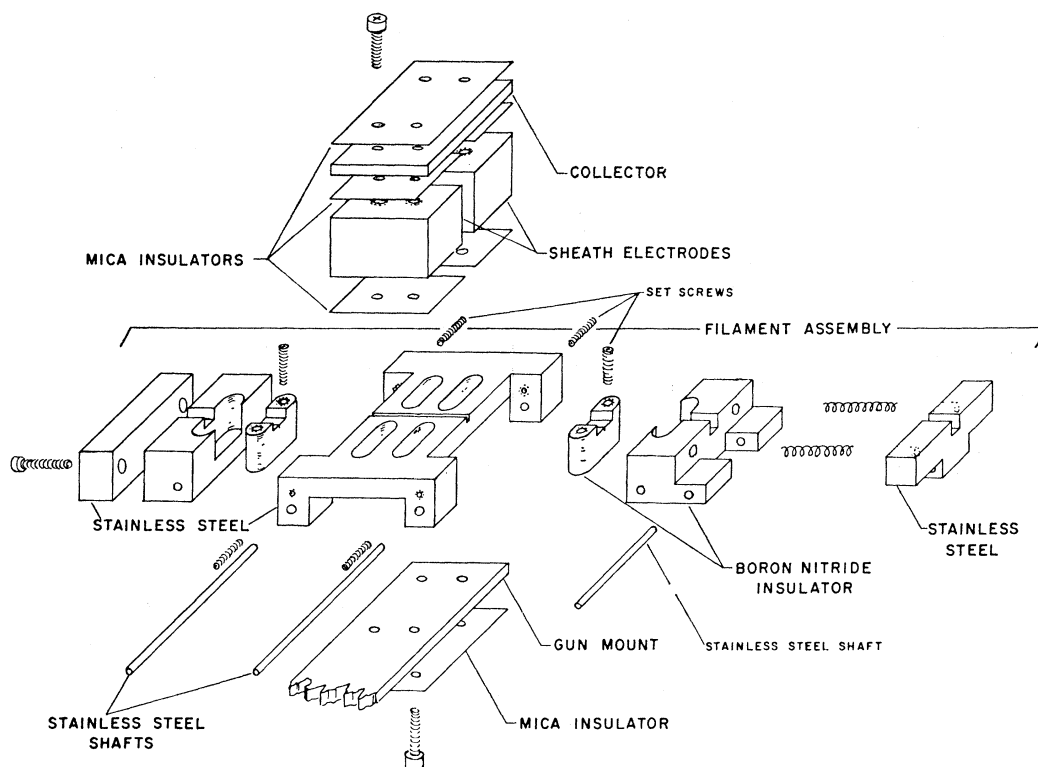 COLLECTOR
MICA INSULATORS
SHEATH ELECTRODES
SET SCREWS
FILAMENT ASSEMBLY
STAINLESS STEEL
STAINLESS
STEEL
BORON NITRIDE
INSULATOR
GUN MOUNT
STAINLESS STEEL SHAFT
STAINLESS STEEL
SHAFTS
MICA INSULATOR